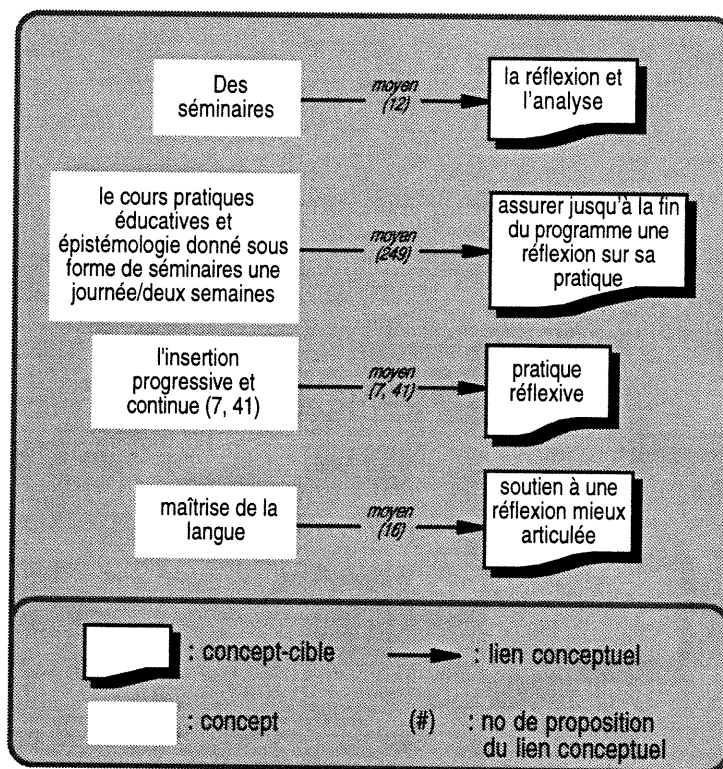 Des
séminaires
moyen
(12)
la réflexion et
l'analyse
le cours pratiques
éducatives et
épistémologie donné sous
forme de séminaires une
journée/deux semaines
moyen
(249)
assurer jusqu'à la fin
du programme une
réflexion sur sa
pratique
l'insertion
progressive et
continue (7, 41)
moyen
(7, 41)
pratique
réflexive
maîtrise de la
langue
moyen
(16)
soutien à une
réflexion mieux
articulée
: concept-cible
: lien conceptuel
: concept
(#) : no de proposition
du lien conceptuel